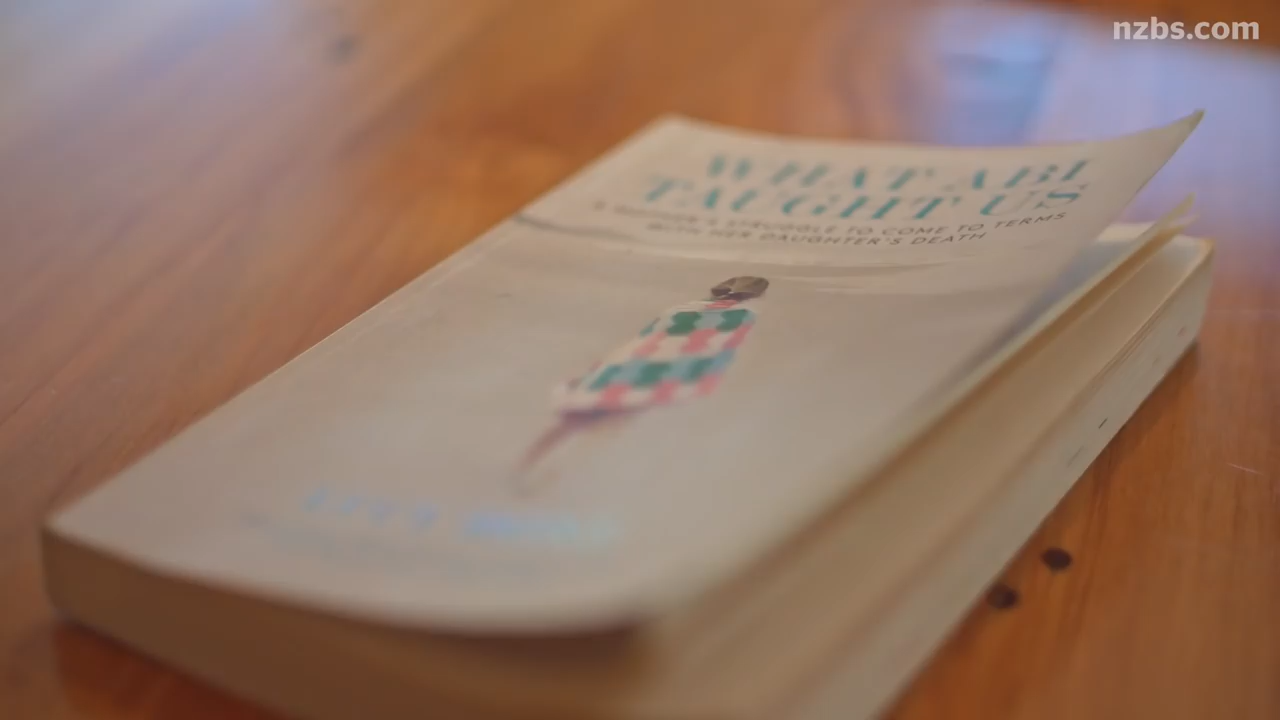 nzbs.com
WHAT ABI
TAUGHT US
A MOTHER'S STRUGGLE TO COME TO TERMS
WITH HER DAUGHTER'S DEATH